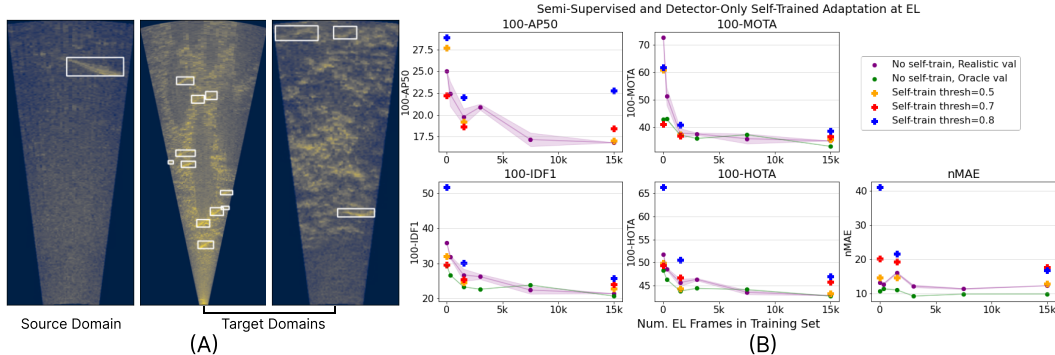 Semi-Supervised and Detector-Only Self-Trained Adaptation at EL
100-AP50
100-AP50
27.5
25.0
22.5
20.0
17.5
0
5k
10k
15k
100-MOTA
100-MOTA
70
60
50
40
0
5k
10k
15k
No self-train, Realistic val
No self-train, Oracle val
Self-train thresh=0.5
Self-train thresh=0.7
Self-train thresh=0.8
100-IDF1
100-IDF1
50
40
30
20
0
5k
10k
15k
100-HOTA
100-HOTA
65
60
55
50
45
0
5k
10k
15k
nMAE
nMAE
40
30
20
10
0
5k
10k
15k
Num. EL Frames in Training Set
Source Domain
Target Domains
(A)
(B)